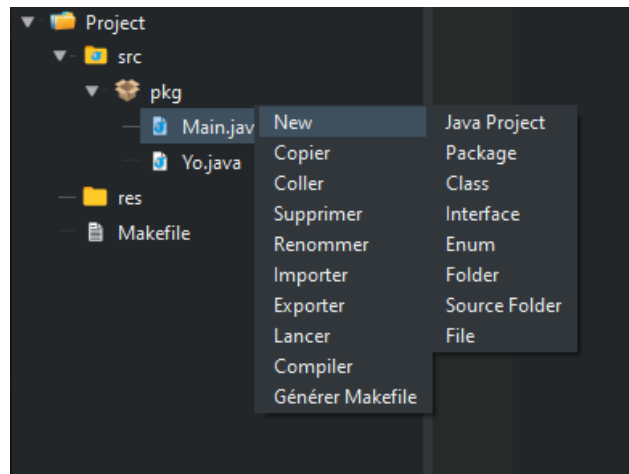 Project
src
pkg
Main.jav
Yo.java
res
Makefile
New
Copier
Coller
Supprimer
Renommer
Importer
Exporter
Lancer
Compiler
Générer Makefile
Java Project
Package
Class
Interface
Enum
Folder
Source Folder
File